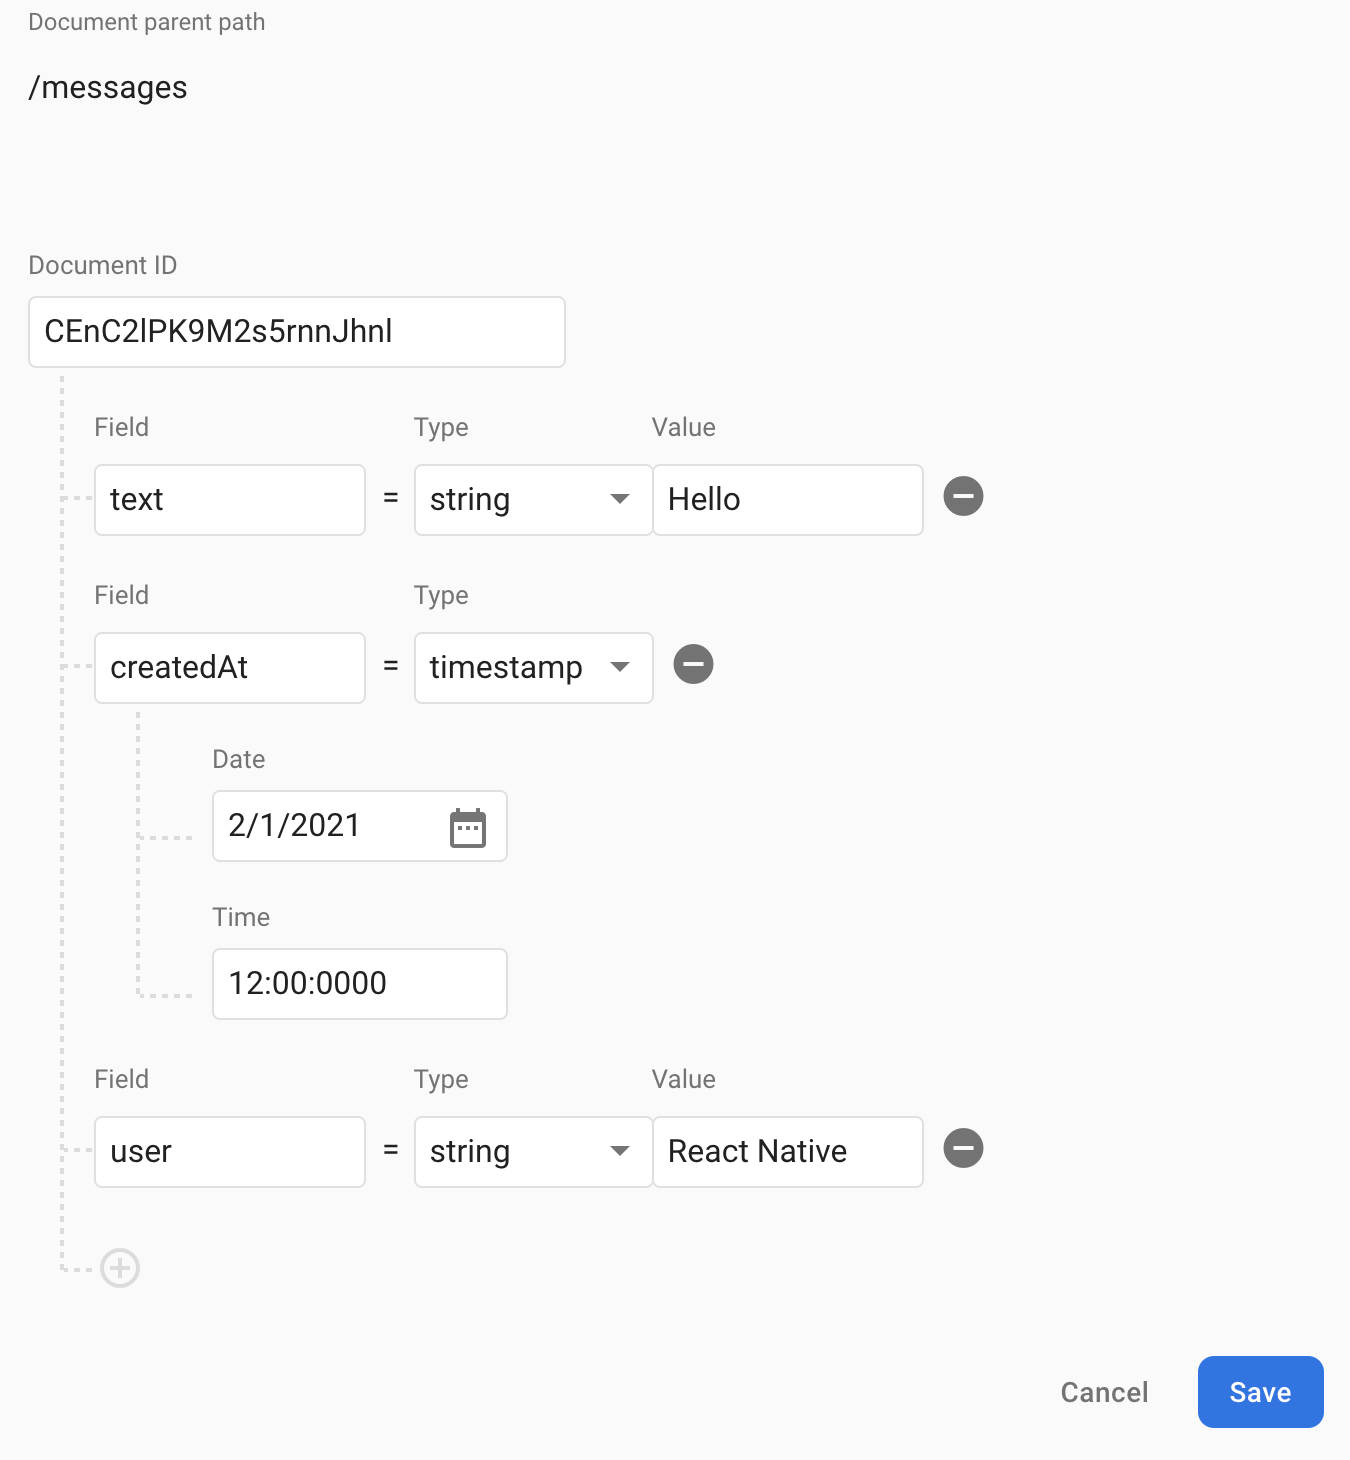 Document parent path
/messages
Document ID
CEnC2lPK9M2s5rnnJhnl
Field Type Value
text = string Hello
Field Type
createdAt = timestamp
Date
2/1/2021
Time
12:00:0000
Field Type Value
user = string React Native
Cancel Save